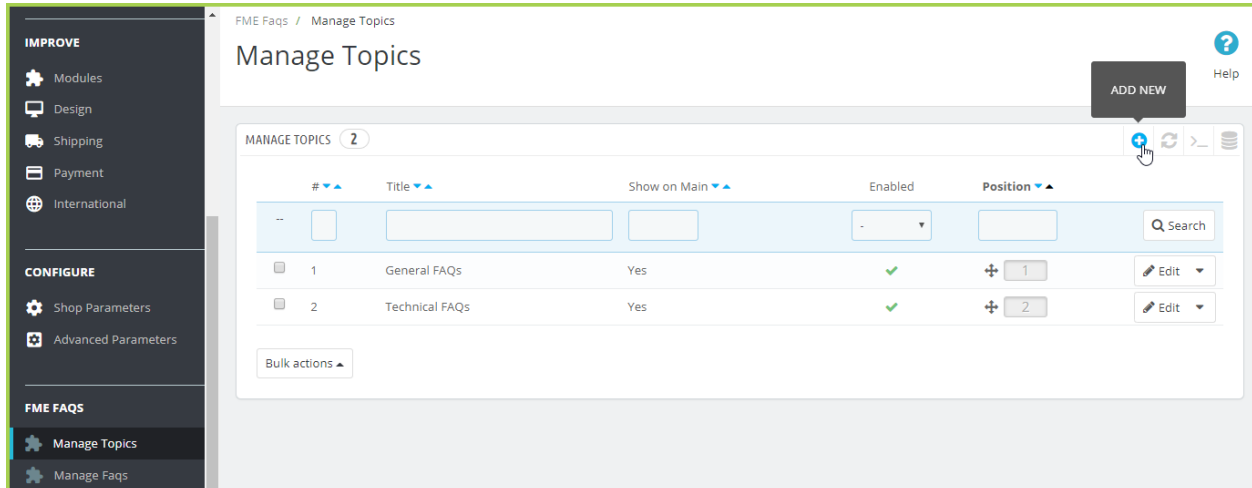 IMPROVE
Modules
Design
Shipping
Payment
International
CONFIGURE
Shop Parameters
Advanced Parameters
FME FAQS
Manage Topics
Manage Faqs
FME Faqs / Manage Topics
Manage Topics
Help
ADD NEW
MANAGE TOPICS 2
# Title Show on Main Enabled Position
-- - Search
1 General FAQs Yes 1 Edit
2 Technical FAQs Yes 2 Edit
Bulk actions